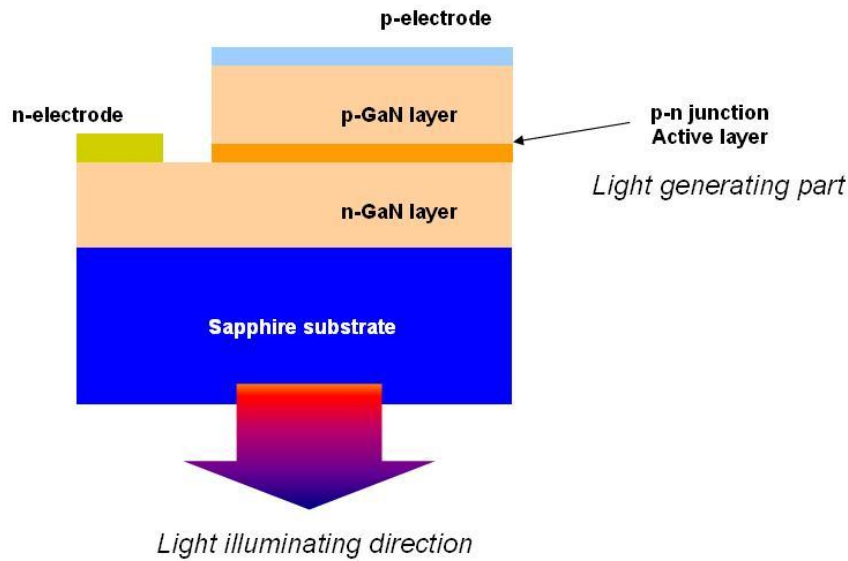 p-electrode
n-electrode
p-GaN layer
p-n junction
Active layer
Light generating part
n-GaN layer
Sapphire substrate
Light illuminating direction